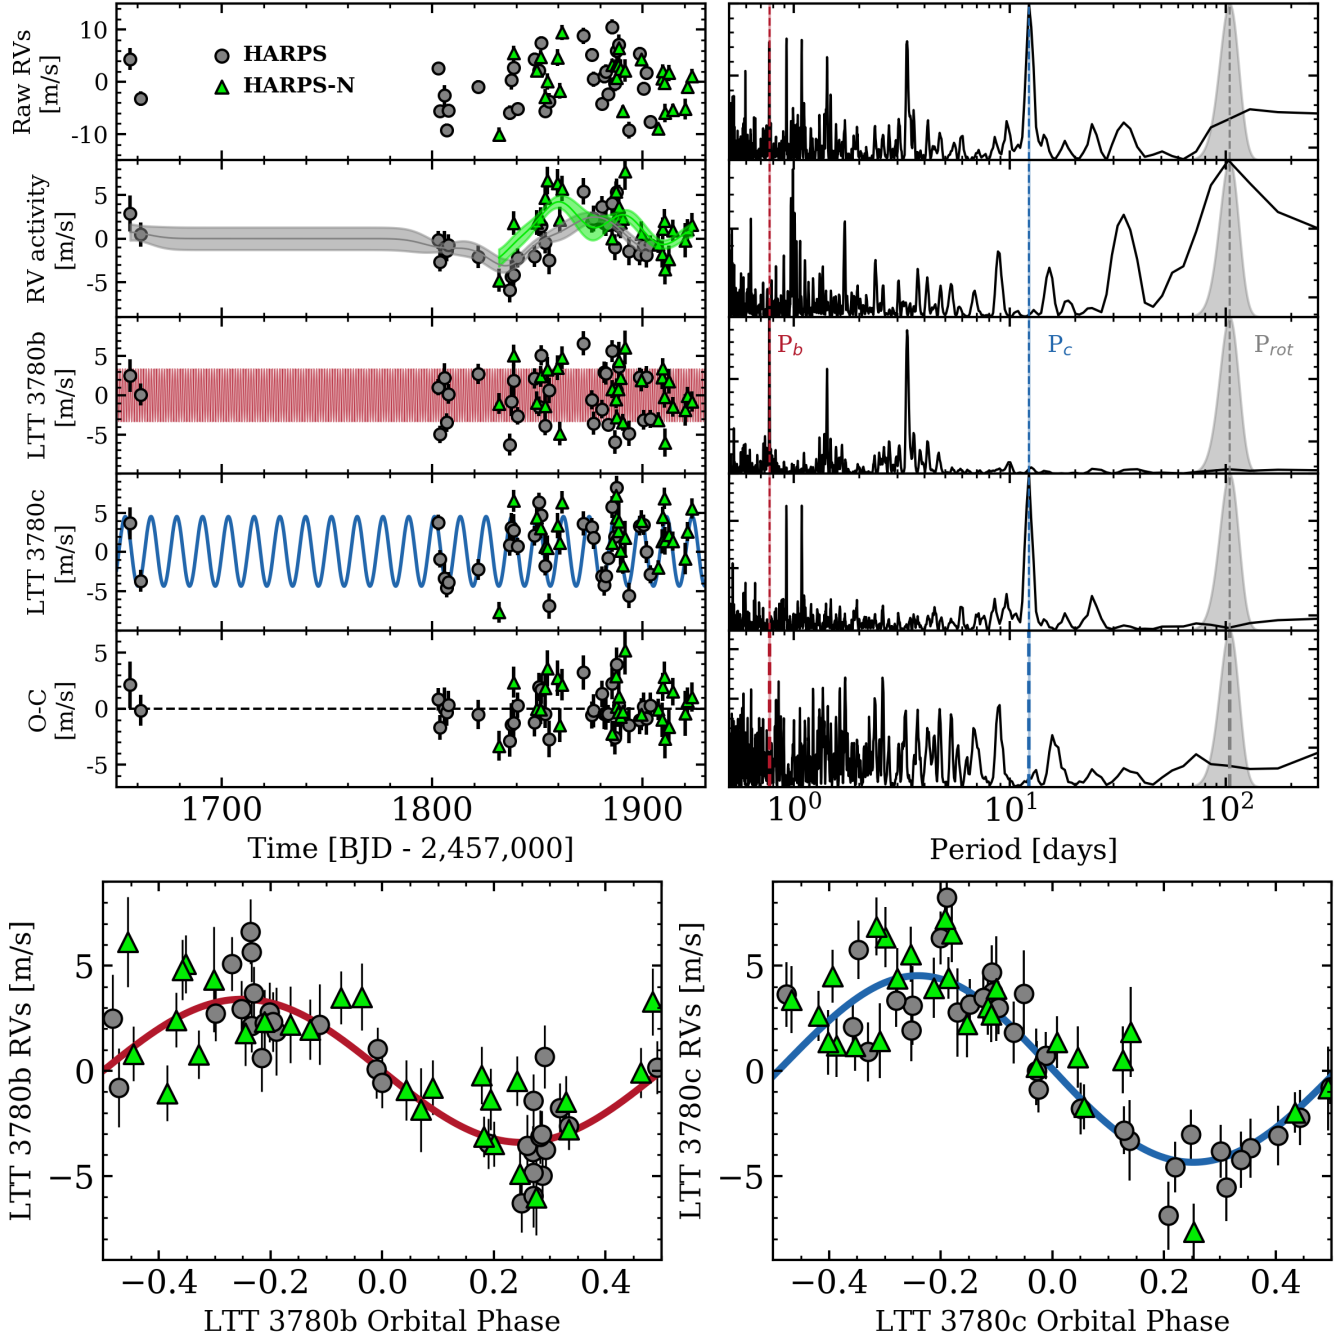 Raw RVs
[m/s]
10
0
-10
HARPS
HARPS-N
RV activity
[m/s]
5
0
-5
LTT 3780b
[m/s]
5
0
-5
P_b
P_c
P_rot
LTT 3780c
[m/s]
5
0
-5
O-C
[m/s]
5
0
-5
1700 1800 1900
Time [BJD - 2,457,000]
10^0 10^1 10^2
Period [days]
LTT 3780b RVs [m/s]
5
0
−5
−0.4 −0.2 0.0 0.2 0.4
LTT 3780b Orbital Phase
LTT 3780c RVs [m/s]
5
0
−5
−0.4 −0.2 0.0 0.2 0.4
LTT 3780c Orbital Phase